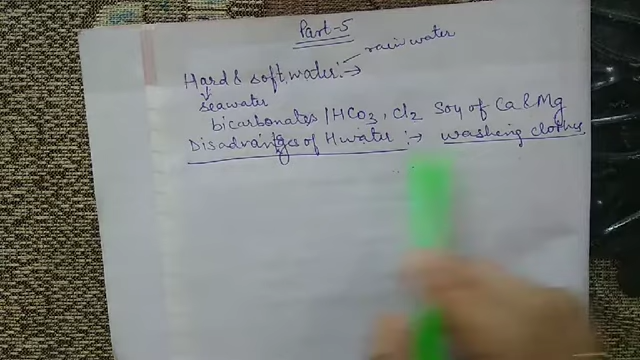 Part-5
rain water
Hard & soft water :→
seawater
bicarbonates / HCO3, Cl2 SO4 of Ca & Mg
Disadvantges of H water :→ washing clothes